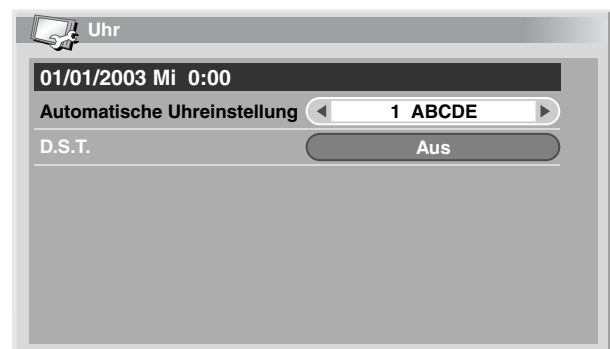 Uhr
01/01/2003 Mi 0:00
Automatische Uhreinstellung 1 ABCDE
D.S.T. Aus